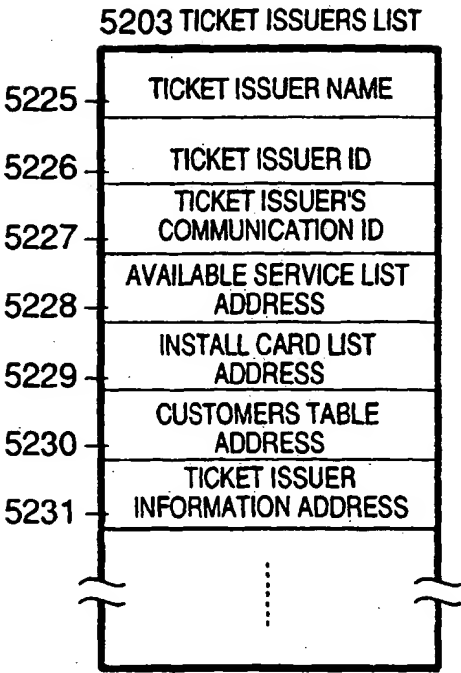 5203 TICKET ISSUERS LIST
5225 TICKET ISSUER NAME
5226 TICKET ISSUER ID
TICKET ISSUER'S
5227 COMMUNICATION ID
AVAILABLE SERVICE LIST
5228 ADDRESS
INSTALL CARD LIST
5229 ADDRESS
CUSTOMERS TABLE
5230 ADDRESS
TICKET ISSUER
5231 INFORMATION ADDRESS